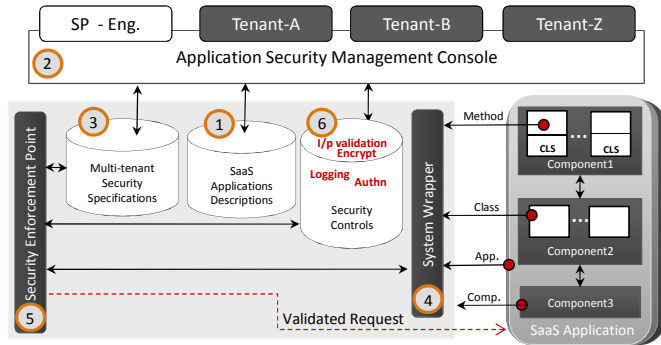 SP - Eng.
Tenant-A
Tenant-B
Tenant-Z
Application Security Management Console
2
3
1
6
Multi-tenant
Security
Specifications
SaaS
Applications
Descriptions
I/p validation
Encrypt
Logging
Authn
Security
Controls
Security Enforcement Point
5
System Wrapper
4
Method
Class
App.
Comp.
CLS
...
CLS
Component1
...
Component2
Component3
SaaS Application
Validated Request